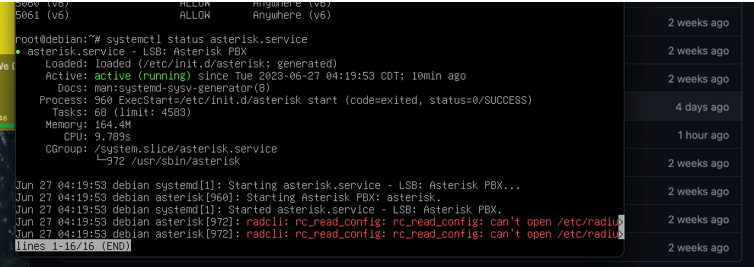 5060 (v6) ALLOW Anywhere (v6)
5061 (v6) ALLOW Anywhere (v6)
root@debian:~# systemctl status asterisk.service
● asterisk.service - LSB: Asterisk PBX
Loaded: loaded (/etc/init.d/asterisk; generated)
Active: active (running) since Tue 2023-06-27 04:19:53 CDT; 10min ago
Docs: man:systemd-sysv-generator(8)
Process: 960 ExecStart=/etc/init.d/asterisk start (code=exited, status=0/SUCCESS)
Tasks: 68 (limit: 4583)
Memory: 164.4M
CPU: 9.789s
CGroup: /system.slice/asterisk.service
└─972 /usr/sbin/asterisk
Jun 27 04:19:53 debian systemd[1]: Starting asterisk.service - LSB: Asterisk PBX...
Jun 27 04:19:53 debian asterisk[960]: Starting Asterisk PBX: asterisk.
Jun 27 04:19:53 debian systemd[1]: Started asterisk.service - LSB: Asterisk PBX.
Jun 27 04:19:53 debian asterisk[972]: radcli: rc_read_config: rc_read_config: can't open /etc/radiu>
Jun 27 04:19:53 debian asterisk[972]: radcli: rc_read_config: rc_read_config: can't open /etc/radiu>
lines 1-16/16 (END)
2 weeks ago
2 weeks ago
2 weeks ago
4 days ago
1 hour ago
2 weeks ago
2 weeks ago
2 weeks ago
2 weeks ago